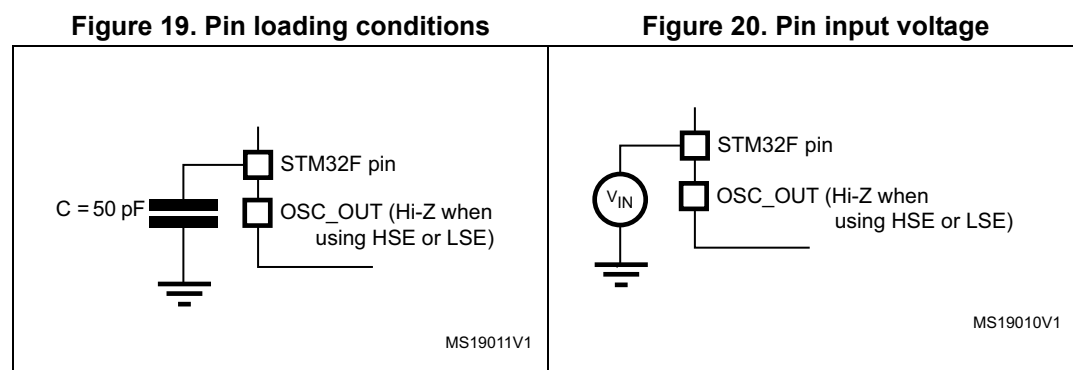 Figure 19. Pin loading conditions
Figure 20. Pin input voltage
STM32F pin
C = 50 pF
OSC_OUT (Hi-Z when
using HSE or LSE)
MS19011V1
STM32F pin
VIN
OSC_OUT (Hi-Z when
using HSE or LSE)
MS19010V1